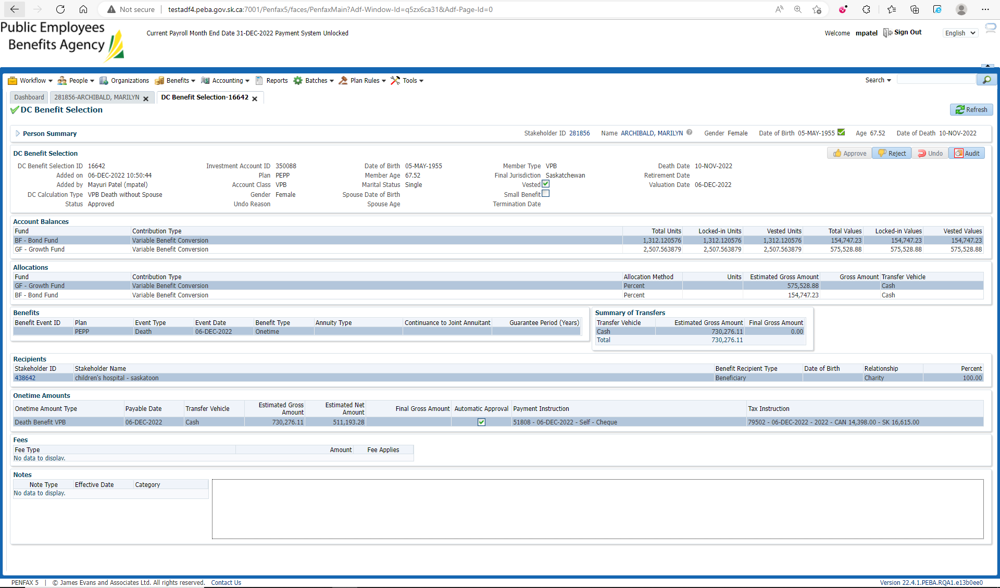 Not secure | testadf4.peba.gov.sk.ca:7001/Penfax5/faces/PenfaxMain?Adf-Window-Id=q5zx6ca31&Adf-Page-Id=0
Public Employees
Benefits Agency
Current Payroll Month End Date 31-DEC-2022 Payment System Unlocked
Welcome mpatel Sign Out English
Workflow People Organizations Benefits Accounting Reports Batches Plan Rules Tools Search
Dashboard 281856-ARCHIBALD, MARILYN DC Benefit Selection-16642
DC Benefit Selection Refresh
Person Summary Stakeholder ID 281856 Name ARCHIBALD, MARILYN Gender Female Date of Birth 05-MAY-1955 Age 67.52 Date of Death 10-NOV-2022
DC Benefit Selection Approve Reject Undo Audit
DC Benefit Selection ID 16642 Investment Account ID 350088 Date of Birth 05-MAY-1955 Member Type VPB Death Date 10-NOV-2022
Added on 06-DEC-2022 10:50:44 Plan PEPP Member Age 67.52 Final Jurisdiction Saskatchewan Retirement Date
Added by Mayuri Patel (mpatel) Account Class VPB Marital Status Single Vested Valuation Date 06-DEC-2022
DC Calculation Type VPB Death without Spouse Gender Female Spouse Date of Birth Small Benefit
Status Approved Undo Reason Spouse Age Termination Date
Account Balances
Fund Contribution Type Total Units Locked-in Units Vested Units Total Values Locked-in Values Vested Values
BF - Bond Fund Variable Benefit Conversion 1,312.120576 1,312.120576 1,312.120576 154,747.23 154,747.23 154,747.23
GF - Growth Fund Variable Benefit Conversion 2,507.563879 2,507.563879 2,507.563879 575,528.88 575,528.88 575,528.88
Allocations
Fund Contribution Type Allocation Method Units Estimated Gross Amount Gross Amount Transfer Vehicle
GF - Growth Fund Variable Benefit Conversion Percent 575,528.88 Cash
BF - Bond Fund Variable Benefit Conversion Percent 154,747.23 Cash
Benefits
Benefit Event ID Plan Event Type Event Date Benefit Type Annuity Type Continuance to Joint Annuitant Guarantee Period (Years)
PEPP Death 06-DEC-2022 Onetime
Summary of Transfers
Transfer Vehicle Estimated Gross Amount Final Gross Amount
Cash 730,276.11 0.00
Total 730,276.11
Recipients
Stakeholder ID Stakeholder Name Benefit Recipient Type Date of Birth Relationship Percent
438642 children's hospital - saskatoon Beneficiary Charity 100.00
Onetime Amounts
Onetime Amount Type Payable Date Transfer Vehicle Estimated Gross Amount Estimated Net Amount Final Gross Amount Automatic Approval Payment Instruction Tax Instruction
Death Benefit VPB 06-DEC-2022 Cash 730,276.11 511,193.28 51808 - 06-DEC-2022 - Self - Cheque 79502 - 06-DEC-2022 - 2022 - CAN 14,398.00 - SK 16,615.00
Fees
Fee Type Amount Fee Applies
No data to display.
Notes
Note Type Effective Date Category
No data to display.
PENFAX 5 | © James Evans and Associates Ltd. All rights reserved. Contact Us Version 22.4.1.PEBA.RQA1.e13b0ee0